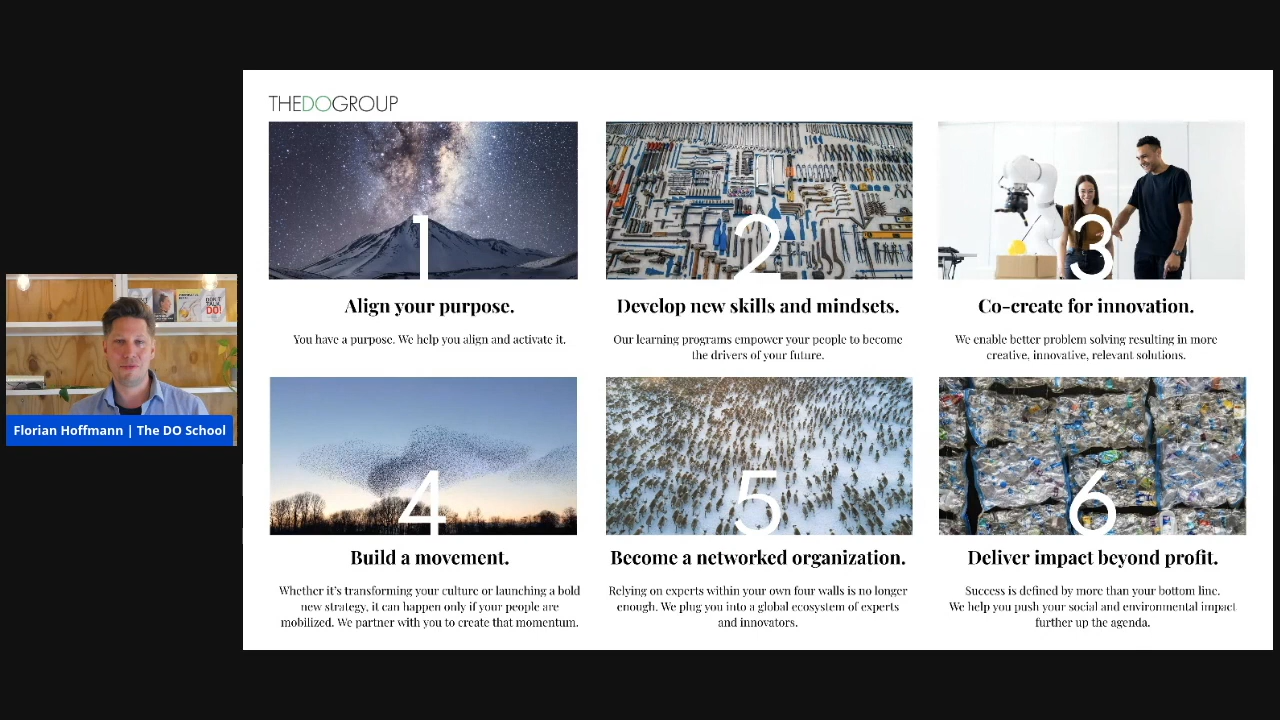 THEDOGROUP
1
2
3
Align your purpose.
Develop new skills and mindsets.
Co-create for innovation.
You have a purpose. We help you align and activate it.
Our learning programs empower your people to become
the drivers of your future.
We enable better problem solving resulting in more
creative, innovative, relevant solutions.
4
5
6
Build a movement.
Become a networked organization.
Deliver impact beyond profit.
Whether it's transforming your culture or launching a bold
new strategy, it can happen only if your people are
mobilized. We partner with you to create that momentum.
Relying on experts within your own four walls is no longer
enough. We plug you into a global ecosystem of experts
and innovators.
Success is defined by more than your bottom line.
We help you push your social and environmental impact
further up the agenda.
DON'T
TALK,
DO!
Florian Hoffmann | The DO School